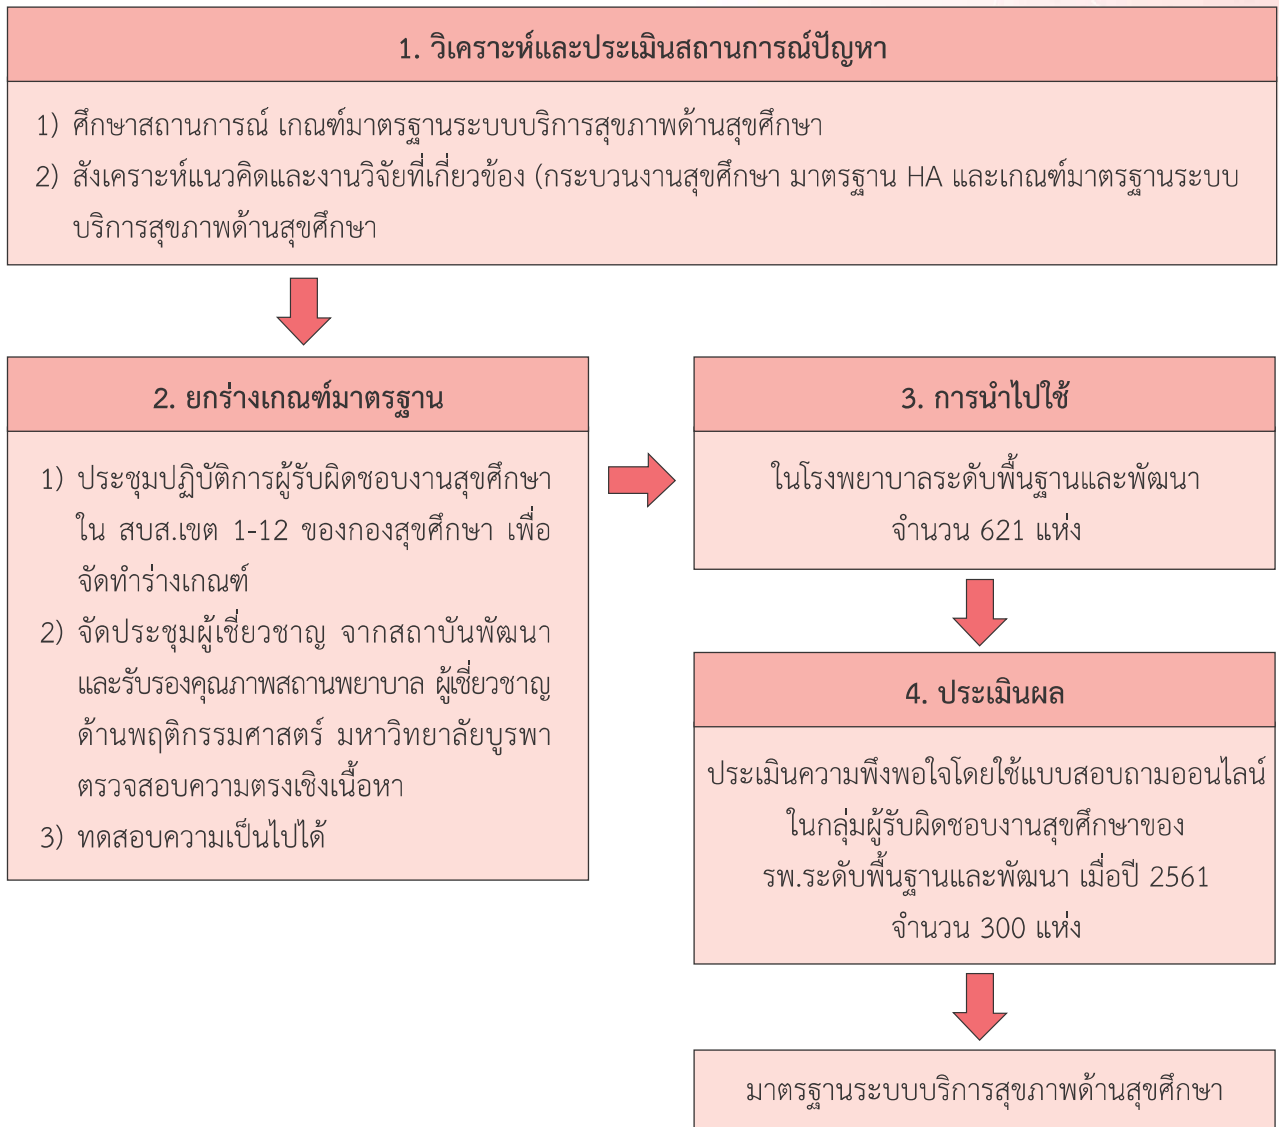 1. วิเคราะห์และประเมินสถานการณ์ปัญหา
1) ศึกษาสถานการณ์ เกณฑ์มาตรฐานระบบบริการสุขภาพด้านสุขศึกษา
2) สังเคราะห์แนวคิดและงานวิจัยที่เกี่ยวข้อง (กระบวนงานสุขศึกษา มาตรฐาน HA และเกณฑ์มาตรฐานระบบ
บริการสุขภาพด้านสุขศึกษา
2. ยกร่างเกณฑ์มาตรฐาน
1) ประชุมปฏิบัติการผู้รับผิดชอบงานสุขศึกษา
ใน สบส.เขต 1-12 ของกองสุขศึกษา เพื่อ
จัดทำร่างเกณฑ์
2) จัดประชุมผู้เชี่ยวชาญ จากสถาบันพัฒนา
และรับรองคุณภาพสถานพยาบาล ผู้เชี่ยวชาญ
ด้านพฤติกรรมศาสตร์ มหาวิทยาลัยบูรพา
ตรวจสอบความตรงเชิงเนื้อหา
3) ทดสอบความเป็นไปได้
3. การนำไปใช้
ในโรงพยาบาลระดับพื้นฐานและพัฒนา
จำนวน 621 แห่ง
4. ประเมินผล
ประเมินความพึงพอใจโดยใช้แบบสอบถามออนไลน์
ในกลุ่มผู้รับผิดชอบงานสุขศึกษาของ
รพ.ระดับพื้นฐานและพัฒนา เมื่อปี 2561
จำนวน 300 แห่ง
มาตรฐานระบบบริการสุขภาพด้านสุขศึกษา